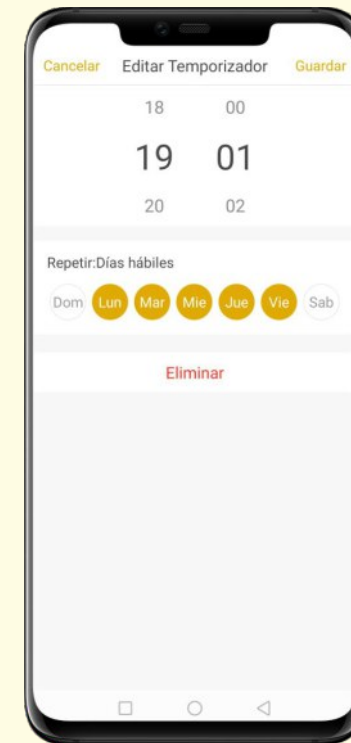 Cancelar Editar Temporizador Guardar
18 00
19 01
20 02
Repetir:Días hábiles
Dom Lun Mar Mie Jue Vie Sab
Eliminar